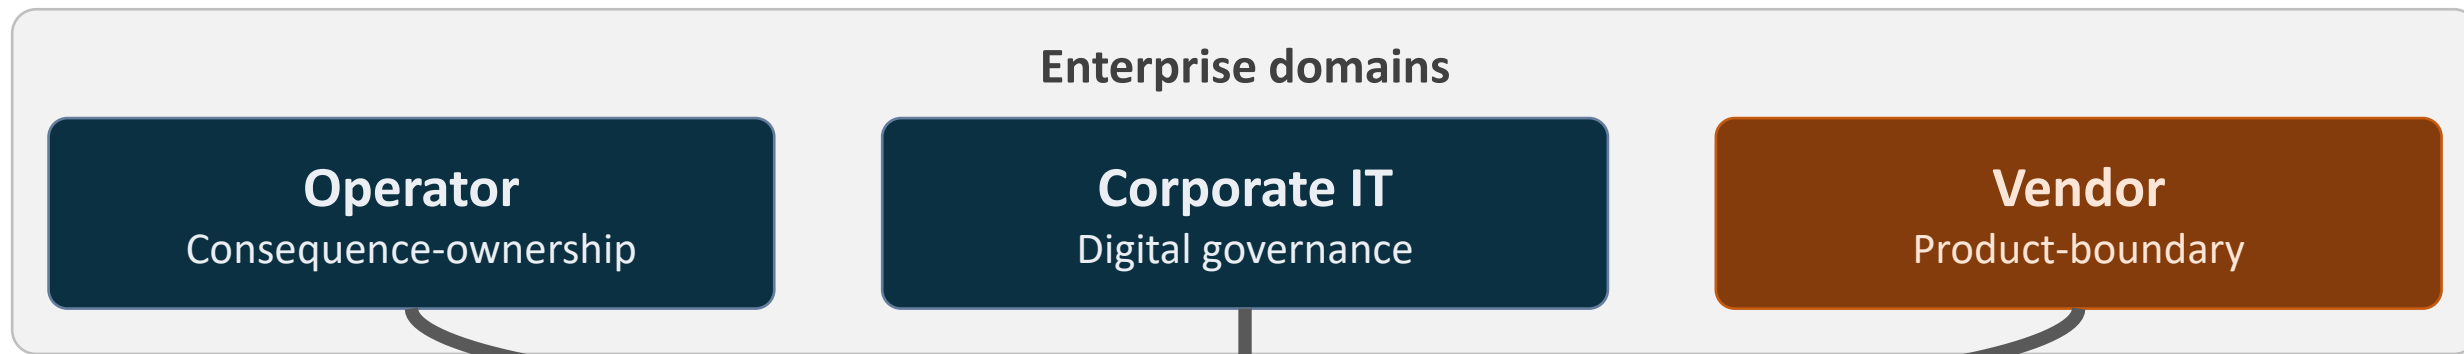 Enterprise domains
Operator
Consequence-ownership
Corporate IT
Digital governance
Vendor
Product-boundary